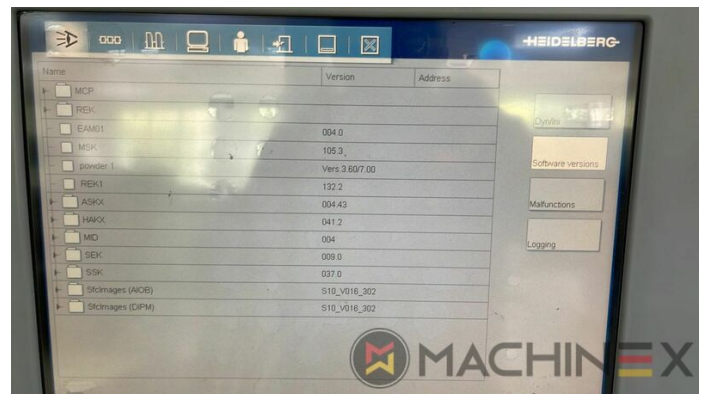 HEIDELBERG
Name Version Address
MCP
REK
EAM01 004.0
MSK 105.3
powder 1 Vers.3.60/7.00
REK1 132.2
ASKX 004.43
HAKX 041.2
MID 004
SEK 009.0
SSK 037.0
SfcImages (AIOB) S10_V016_302
SfcImages (DIPM) S10_V016_302
Dyn/Ini
Software versions
Malfunctions
Logging
MACHINEX